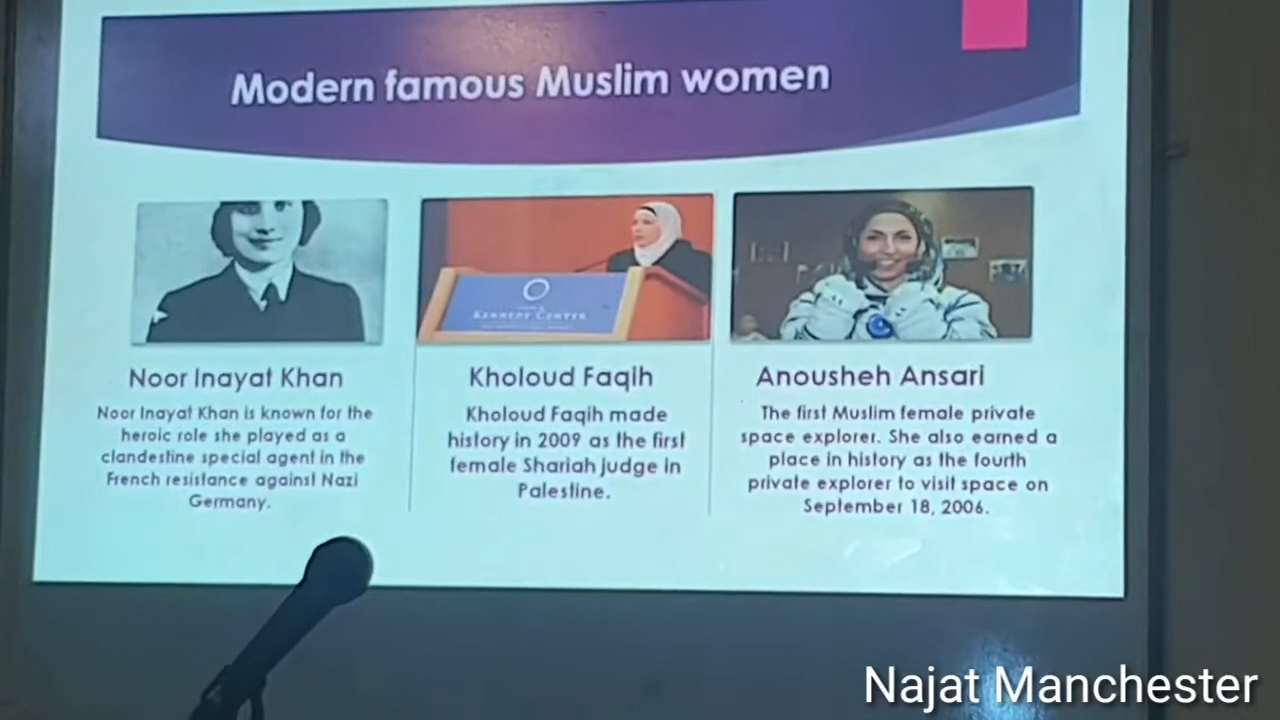 Modern famous Muslim women
Noor Inayat Khan
Noor Inayat Khan is known for the
heroic role she played as a
clandestine special agent in the
French resistance against Nazi
Germany.
KENNEDY CENTER
Kholoud Faqih
Kholoud Faqih made
history in 2009 as the first
female Shariah judge in
Palestine.
Anousheh Ansari
The first Muslim female private
space explorer. She also earned a
place in history as the fourth
private explorer to visit space on
September 18, 2006.
Najat Manchester